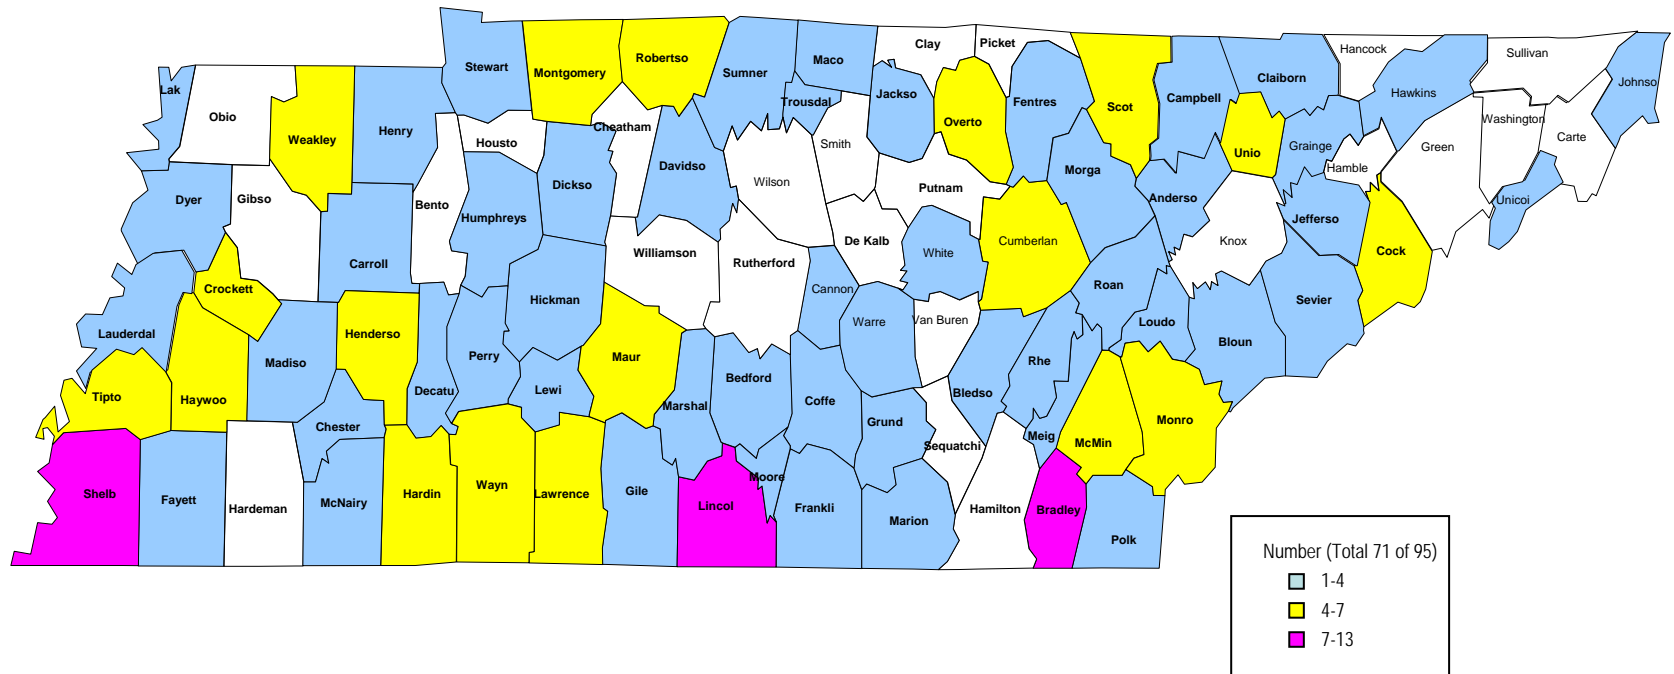 Clay
Picket
Hancock
Sullivan
Stewart
Montgomery
Robertso
Sumner
Maco
Claiborn
Johnso
Lak
Obio
Weakley
Henry
Housto
Cheatham
Trousdal
Jackso
Overto
Fentres
Scot
Campbell
Hawkins
Washington
Carte
Green
Grainge
Hamble
Unio
Smith
Dyer
Gibso
Bento
Humphreys
Dickso
Davidso
Wilson
Putnam
Morga
Anderso
Jefferso
Unicoi
Carroll
Williamson
Rutherford
De Kalb
White
Cumberlan
Knox
Cock
Crockett
Hickman
Cannon
Warre
Van Buren
Roan
Loudo
Sevier
Lauderdal
Henderso
Madiso
Perry
Maur
Rhe
Bloun
Tipto
Haywoo
Decatu
Lewi
Marshal
Bedford
Coffe
Bledso
Chester
Grund
Sequatchi
Meig
McMin
Monro
Shelb
Fayett
Hardeman
McNairy
Hardin
Wayn
Lawrence
Gile
Lincol
Moore
Frankli
Marion
Hamilton
Bradley
Polk
Number (Total 71 of 95)
1-4
4-7
7-13